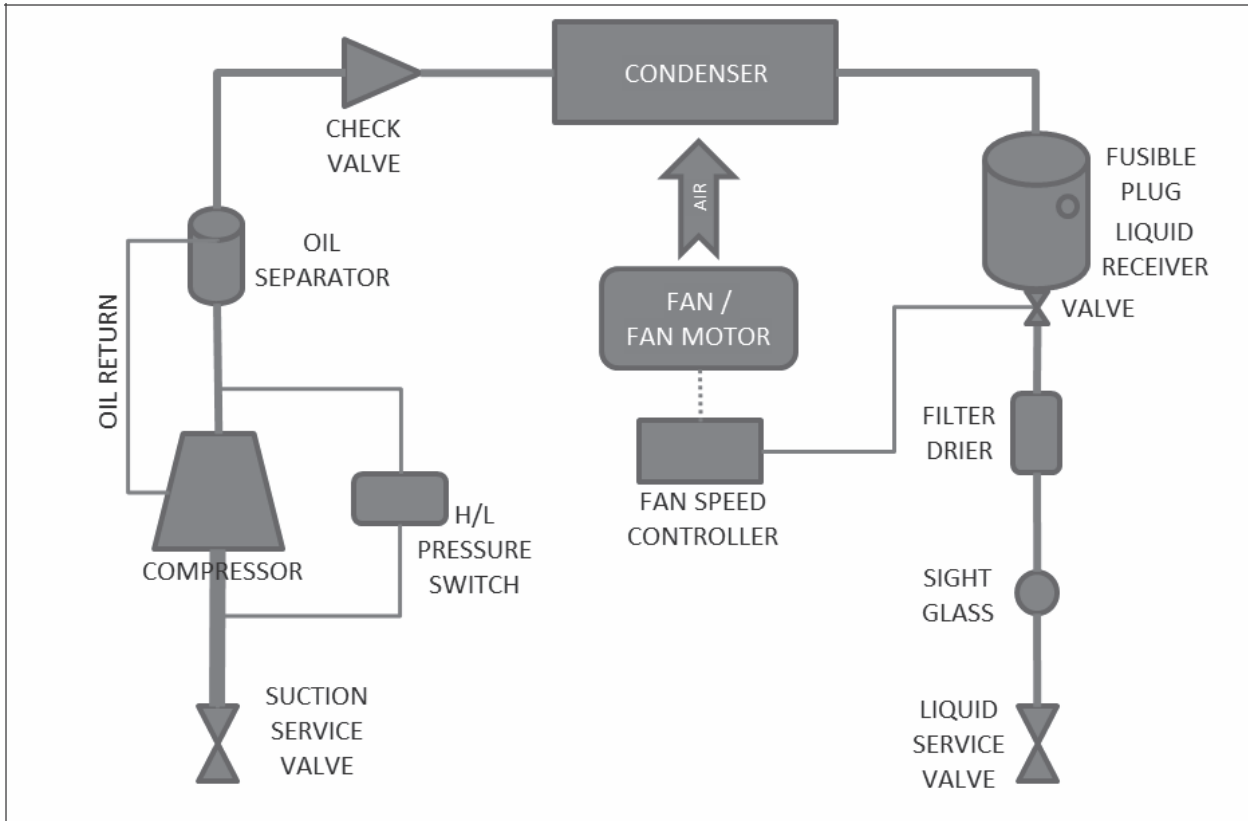 CONDENSER
CHECK
VALVE
AIR
FUSIBLE
PLUG
LIQUID
RECEIVER
OIL
SEPARATOR
FAN /
FAN MOTOR
VALVE
OIL RETURN
FILTER
DRIER
FAN SPEED
CONTROLLER
H/L
PRESSURE
SWITCH
COMPRESSOR
SIGHT
GLASS
SUCTION
SERVICE
VALVE
LIQUID
SERVICE
VALVE